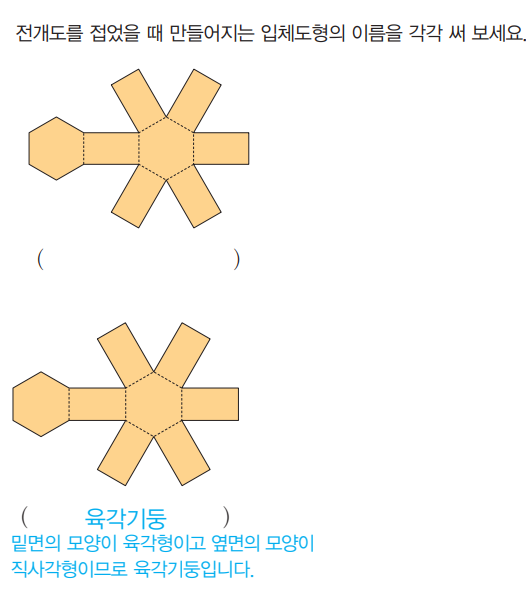 전개도를 접었을 때 만들어지는 입체도형의 이름을 각각 써 보세요.
( )
( 육각기둥 )
밑면의 모양이 육각형이고 옆면의 모양이
직사각형이므로 육각기둥입니다.